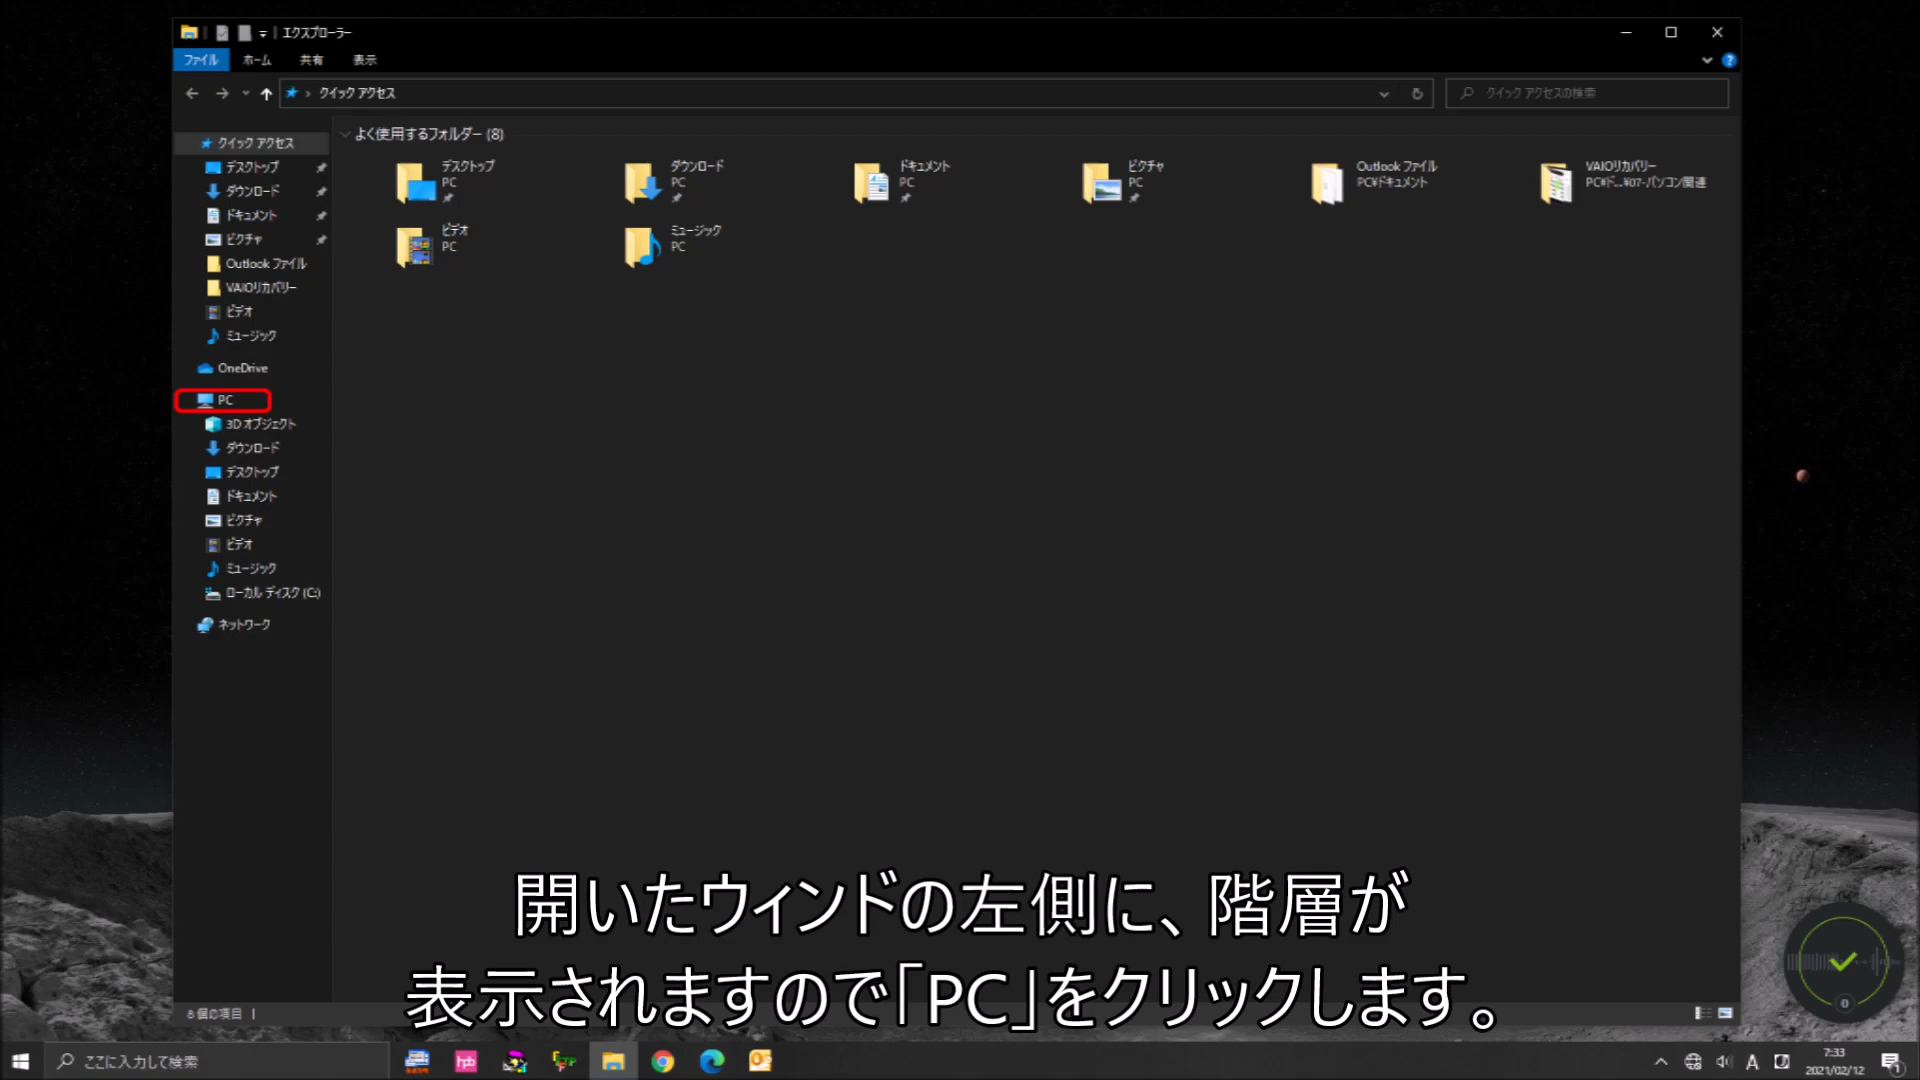 エクスプローラー
ファイル ホーム 共有 表示
クイック アクセス
クイック アクセスの検索
クイック アクセス
デスクトップ
ダウンロード
ドキュメント
ピクチャ
Outlook ファイル
VAIOリカバリー
ビデオ
ミュージック
OneDrive
PC
3D オブジェクト
ダウンロード
デスクトップ
ドキュメント
ピクチャ
ビデオ
ミュージック
ローカル ディスク (C:)
ネットワーク
よく使用するフォルダー (8)
デスクトップ
PC
ダウンロード
PC
ドキュメント
PC
ピクチャ
PC
Outlook ファイル
PC¥ドキュメント
VAIOリカバリー
PC¥ド...¥07-パソコン関連
ビデオ
PC
ミュージック
PC
開いたウィンドの左側に、階層が
表示されますので「PC」をクリックします。
8 個の項目
0
ここに入力して検索
hpb
A
7:33
2021/02/12
1